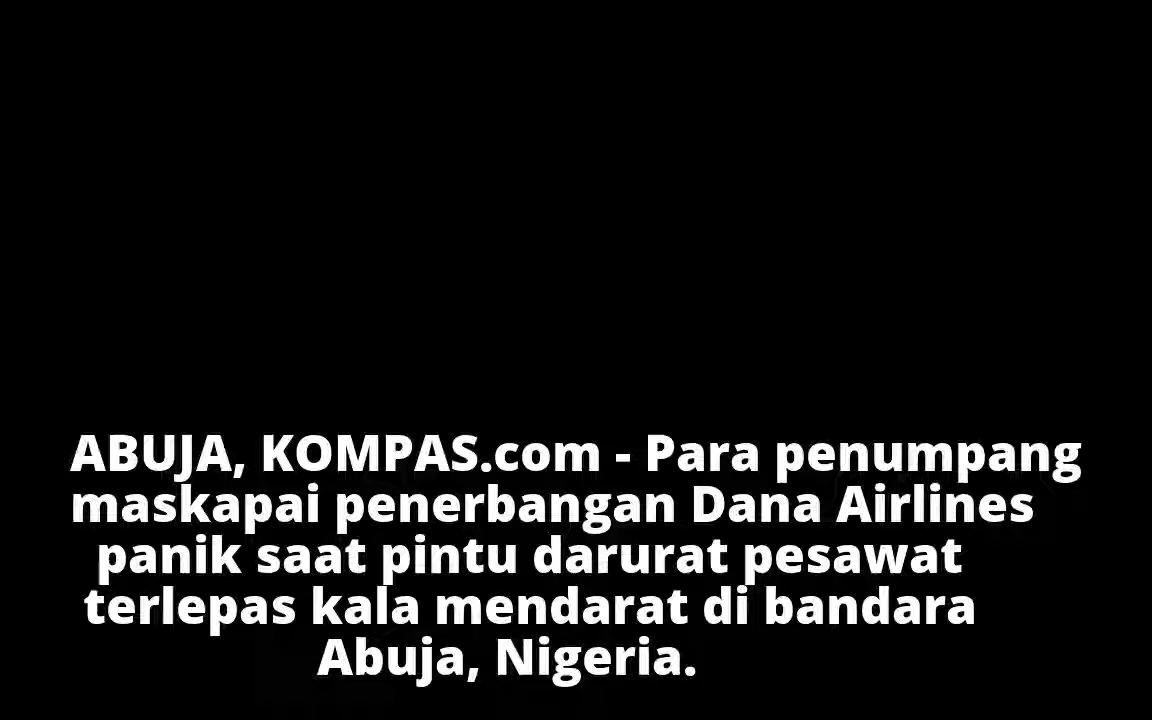 ABUJA, KOMPAS.com - Para penumpang
maskapai penerbangan Dana Airlines
panik saat pintu darurat pesawat
terlepas kala mendarat di bandara
Abuja, Nigeria.